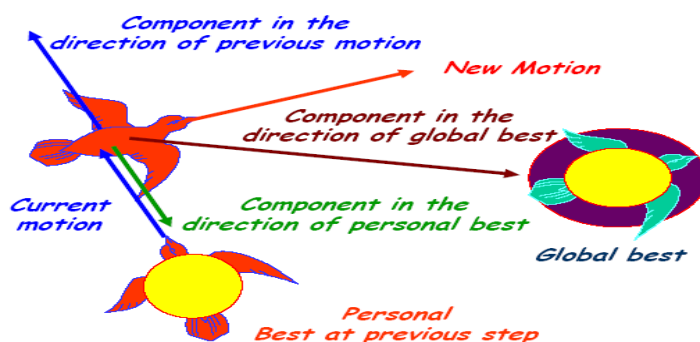 Component in the
direction of previous motion
New Motion
Component in the
direction of global best
Current
motion
Component in the
direction of personal best
Global best
Personal
Best at previous step